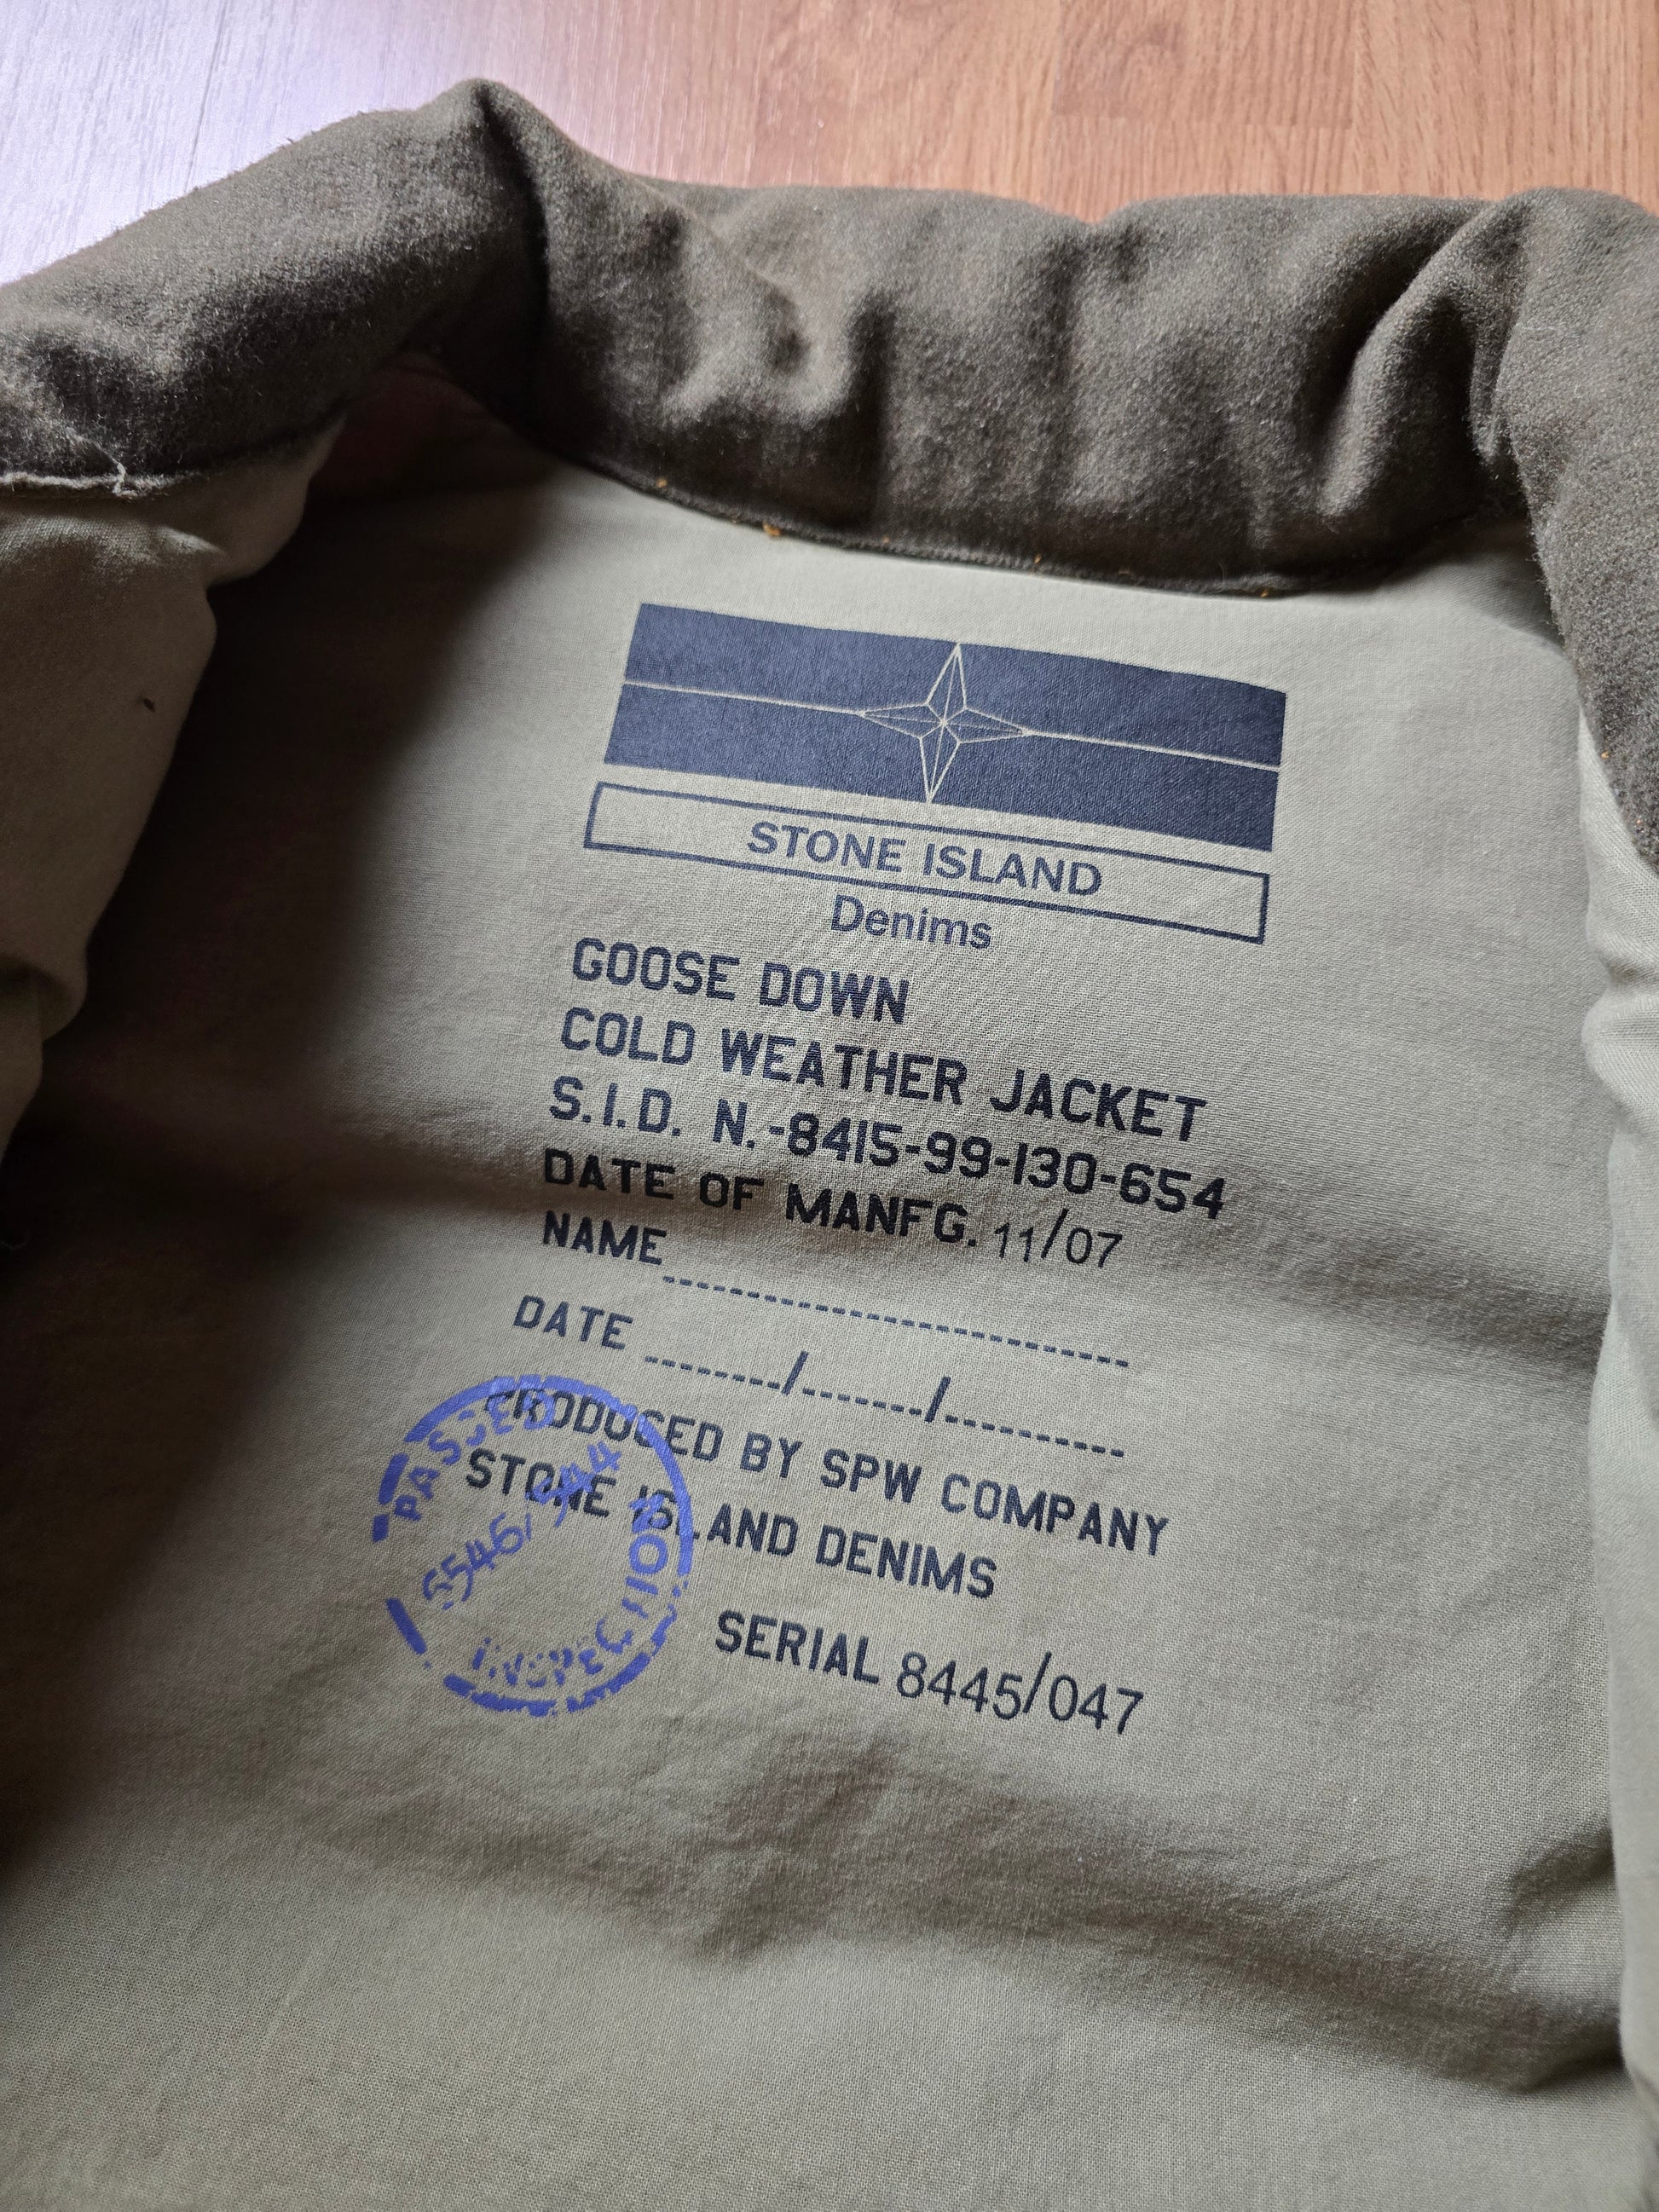 STONE ISLAND
Denims
GOOSE DOWN
COLD WEATHER JACKET
S.I.D. N.-8415-99-130-654
DATE OF MANFG. 11/07
NAME
DATE / /
PRODUCED BY SPW COMPANY
STONE ISLAND DENIMS
PASSED
INSPECTION
SERIAL 8445/047